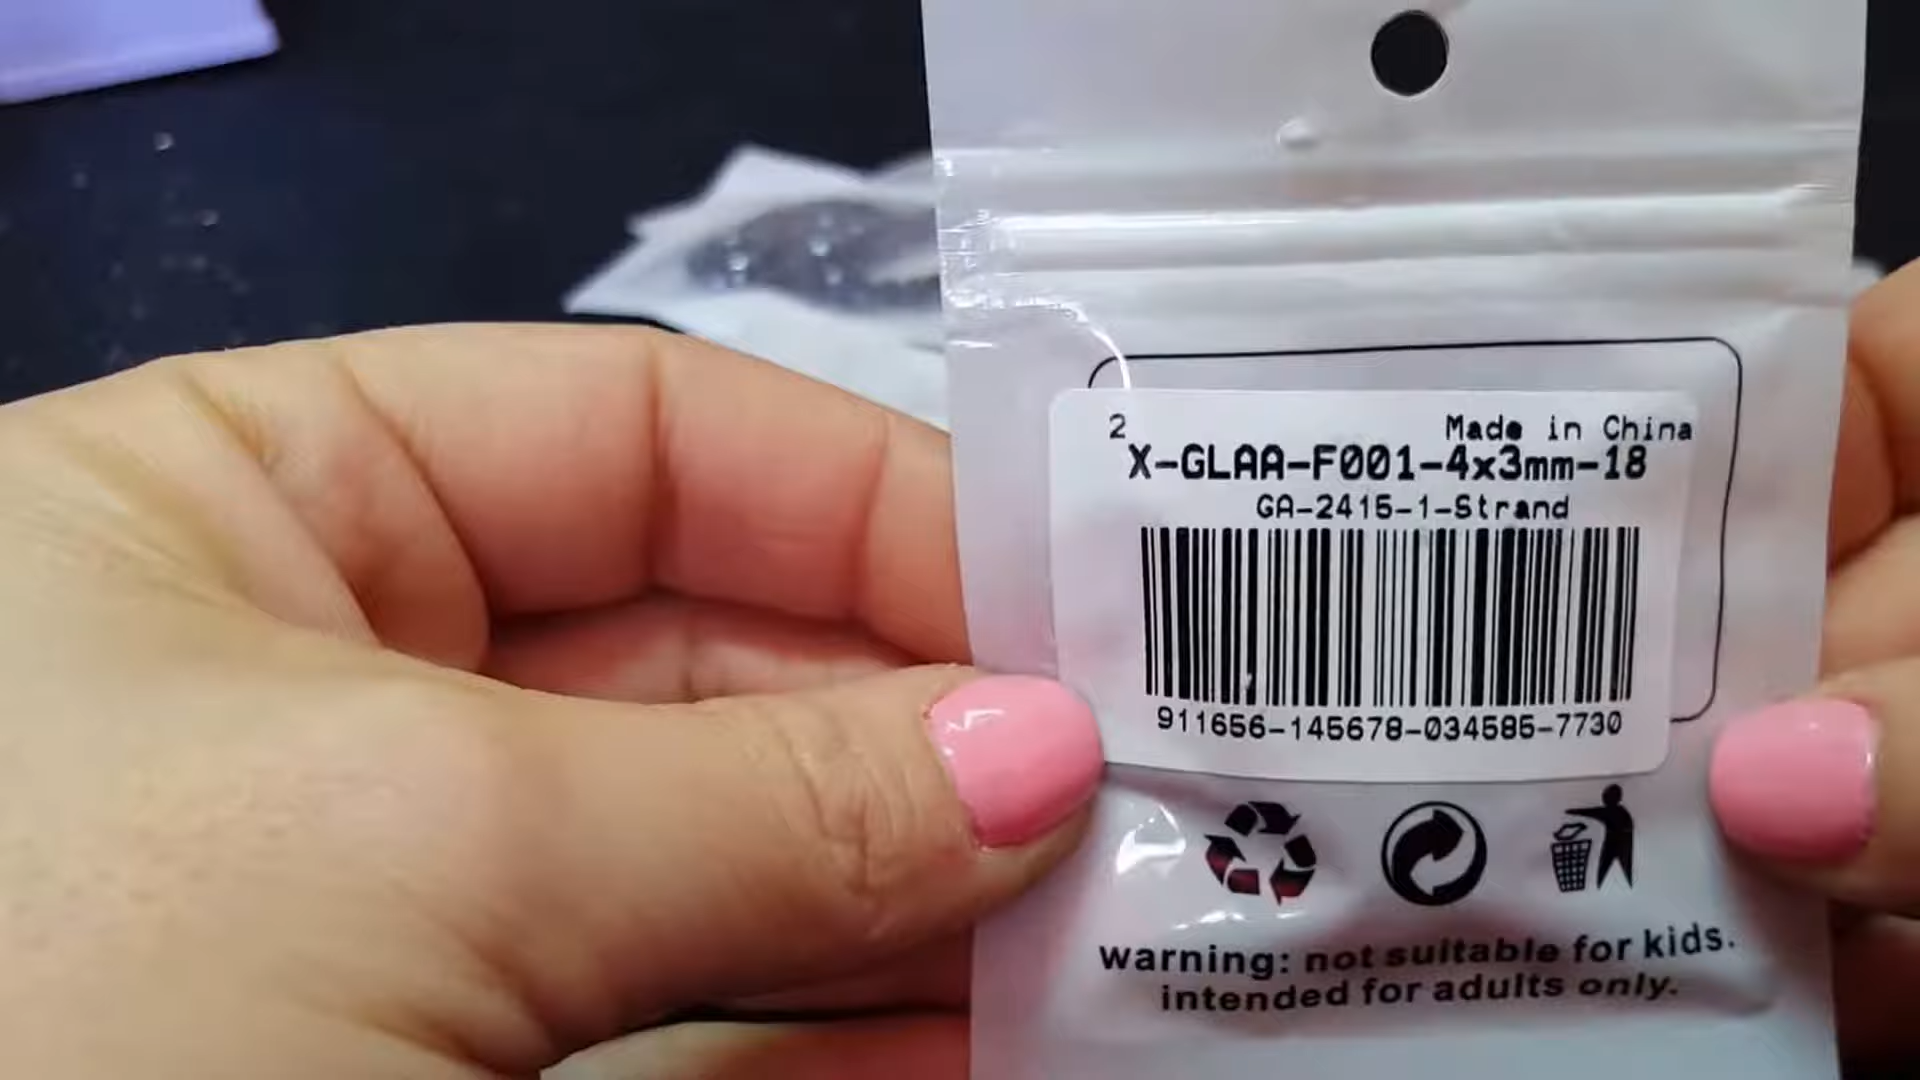 2
Made in China
X-GLAA-F001-4x3mm-18
GA-2415-1-Strand
911656-145678-034585-7730
warning: not suitable for kids.
intended for adults only.